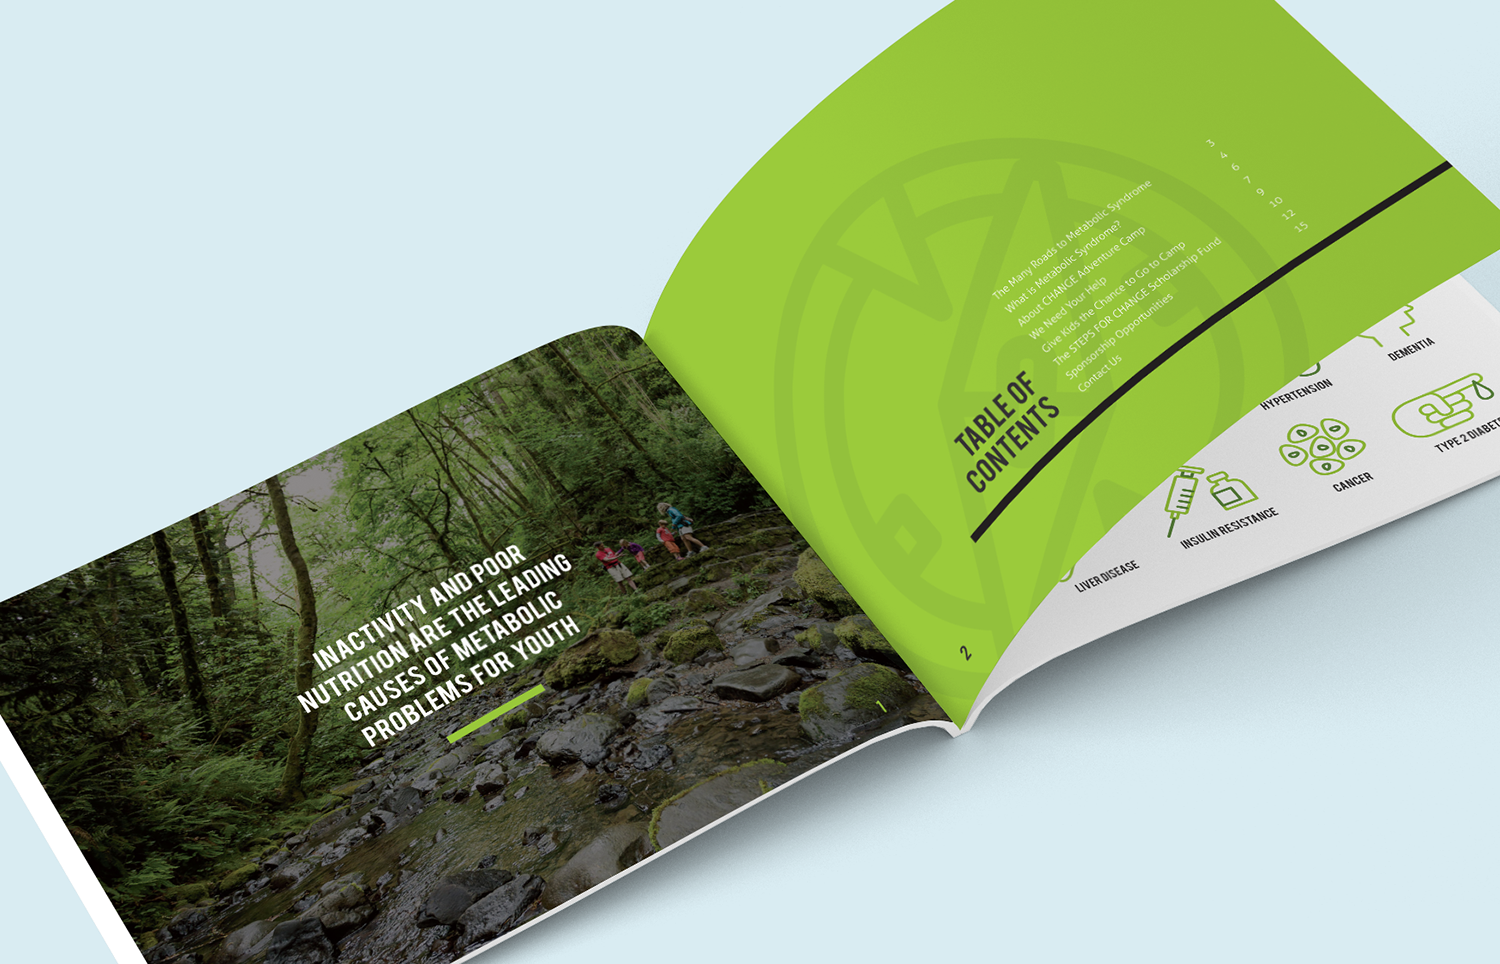 INACTIVITY AND POOR
NUTRITION ARE THE LEADING
CAUSES OF METABOLIC
PROBLEMS FOR YOUTH
1
TABLE OF
CONTENTS
The Many Roads to Metabolic Syndrome 3
What is Metabolic Syndrome? 4
About CHANGE Adventure Camp 6
We Need Your Help 7
Give Kids the Chance to Go to Camp 9
The STEPS FOR CHANGE Scholarship Fund 10
Sponsorship Opportunities 12
Contact Us 15
2
DEMENTIA
HYPERTENSION
TYPE 2 DIABET
CANCER
INSULIN RESISTANCE
LIVER DISEASE